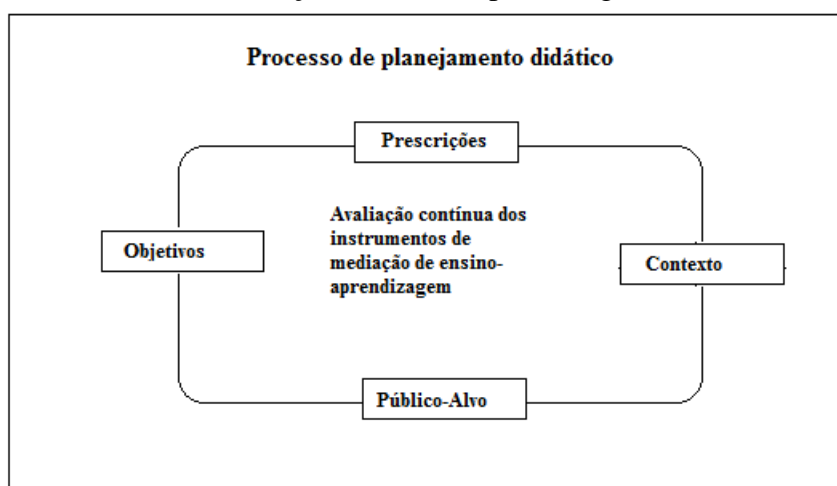 Processo de planejamento didático
Prescrições
Avaliação contínua dos
instrumentos de
mediação de ensino-
aprendizagem
Objetivos
Contexto
Público-Alvo